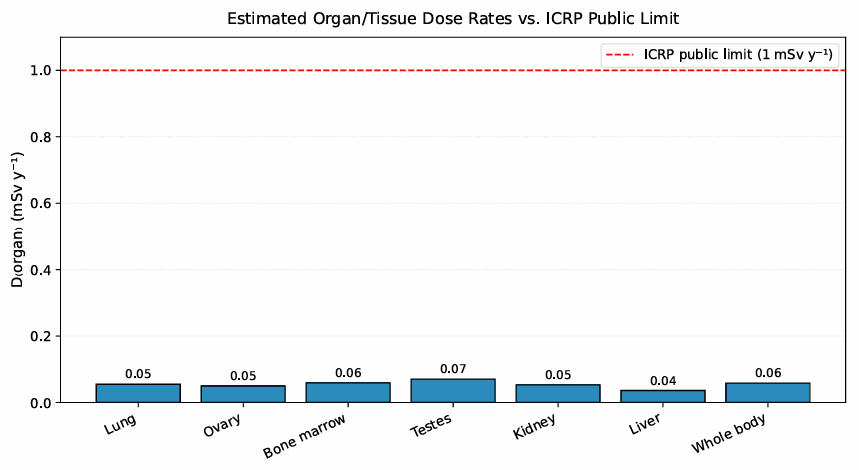 Estimated Organ/Tissue Dose Rates vs. ICRP Public Limit
ICRP public limit (1 mSv y⁻¹)
D₍organ₎ (mSv y⁻¹)
1.0
0.8
0.6
0.4
0.2
0.0
0.05
0.05
0.06
0.07
0.05
0.04
0.06
Lung
Ovary
Bone marrow
Testes
Kidney
Liver
Whole body